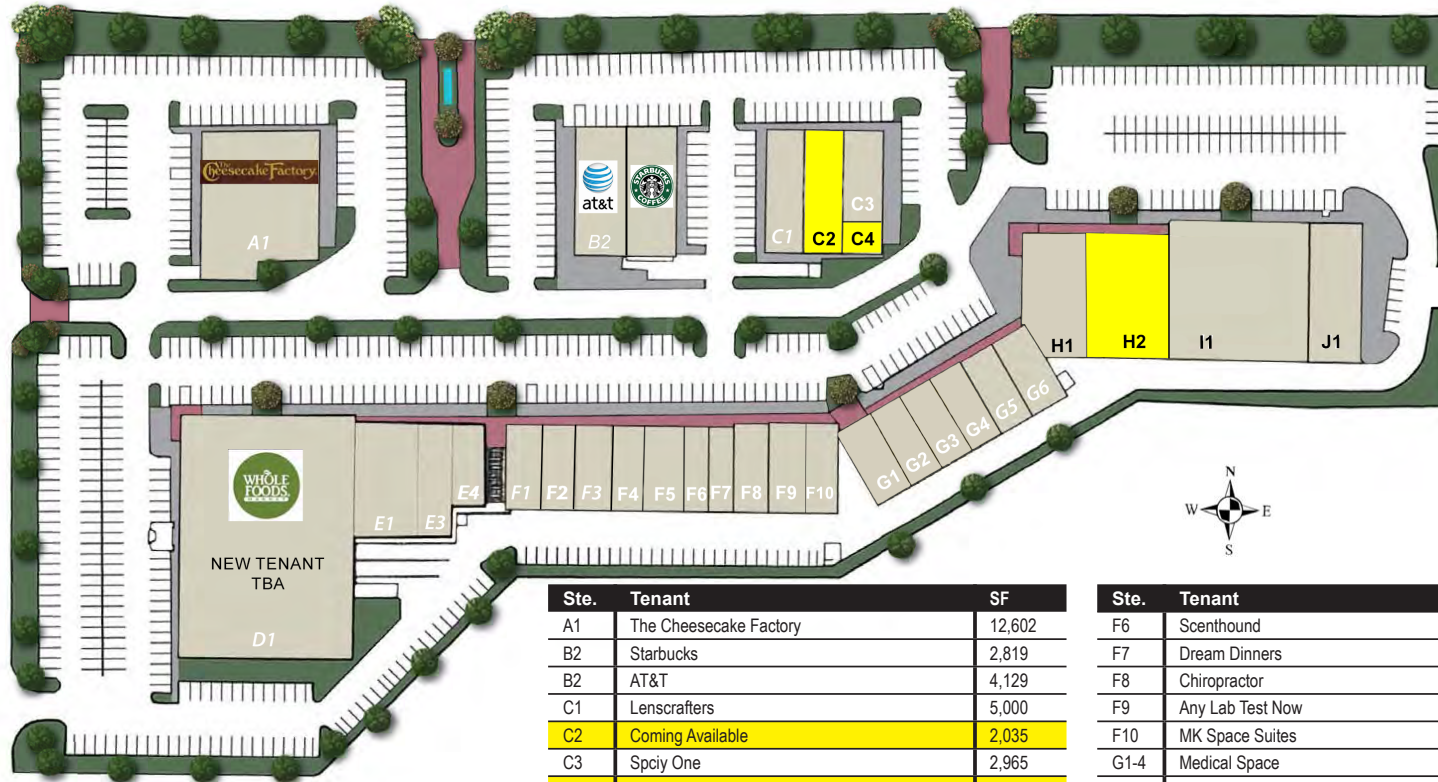 The
Cheesecake Factory.
A1
at&t
B2
STARBUCKS
COFFEE
C1
C2
C3
C4
H1
H2
I1
J1
G1
G2
G3
G4
G5
G6
WHOLE
FOODS
MARKET
NEW TENANT
TBA
D1
E1
E3
E4
F1
F2
F3
F4
F5
F6
F7
F8
F9
F10
N
W
E
S
Ste. Tenant SF
A1 The Cheesecake Factory 12,602
B2 Starbucks 2,819
B2 AT&T 4,129
C1 Lenscrafters 5,000
C2 Coming Available 2,035
C3 Spciy One 2,965
Ste. Tenant
F6 Scenthound
F7 Dream Dinners
F8 Chiropractor
F9 Any Lab Test Now
F10 MK Space Suites
G1-4 Medical Space